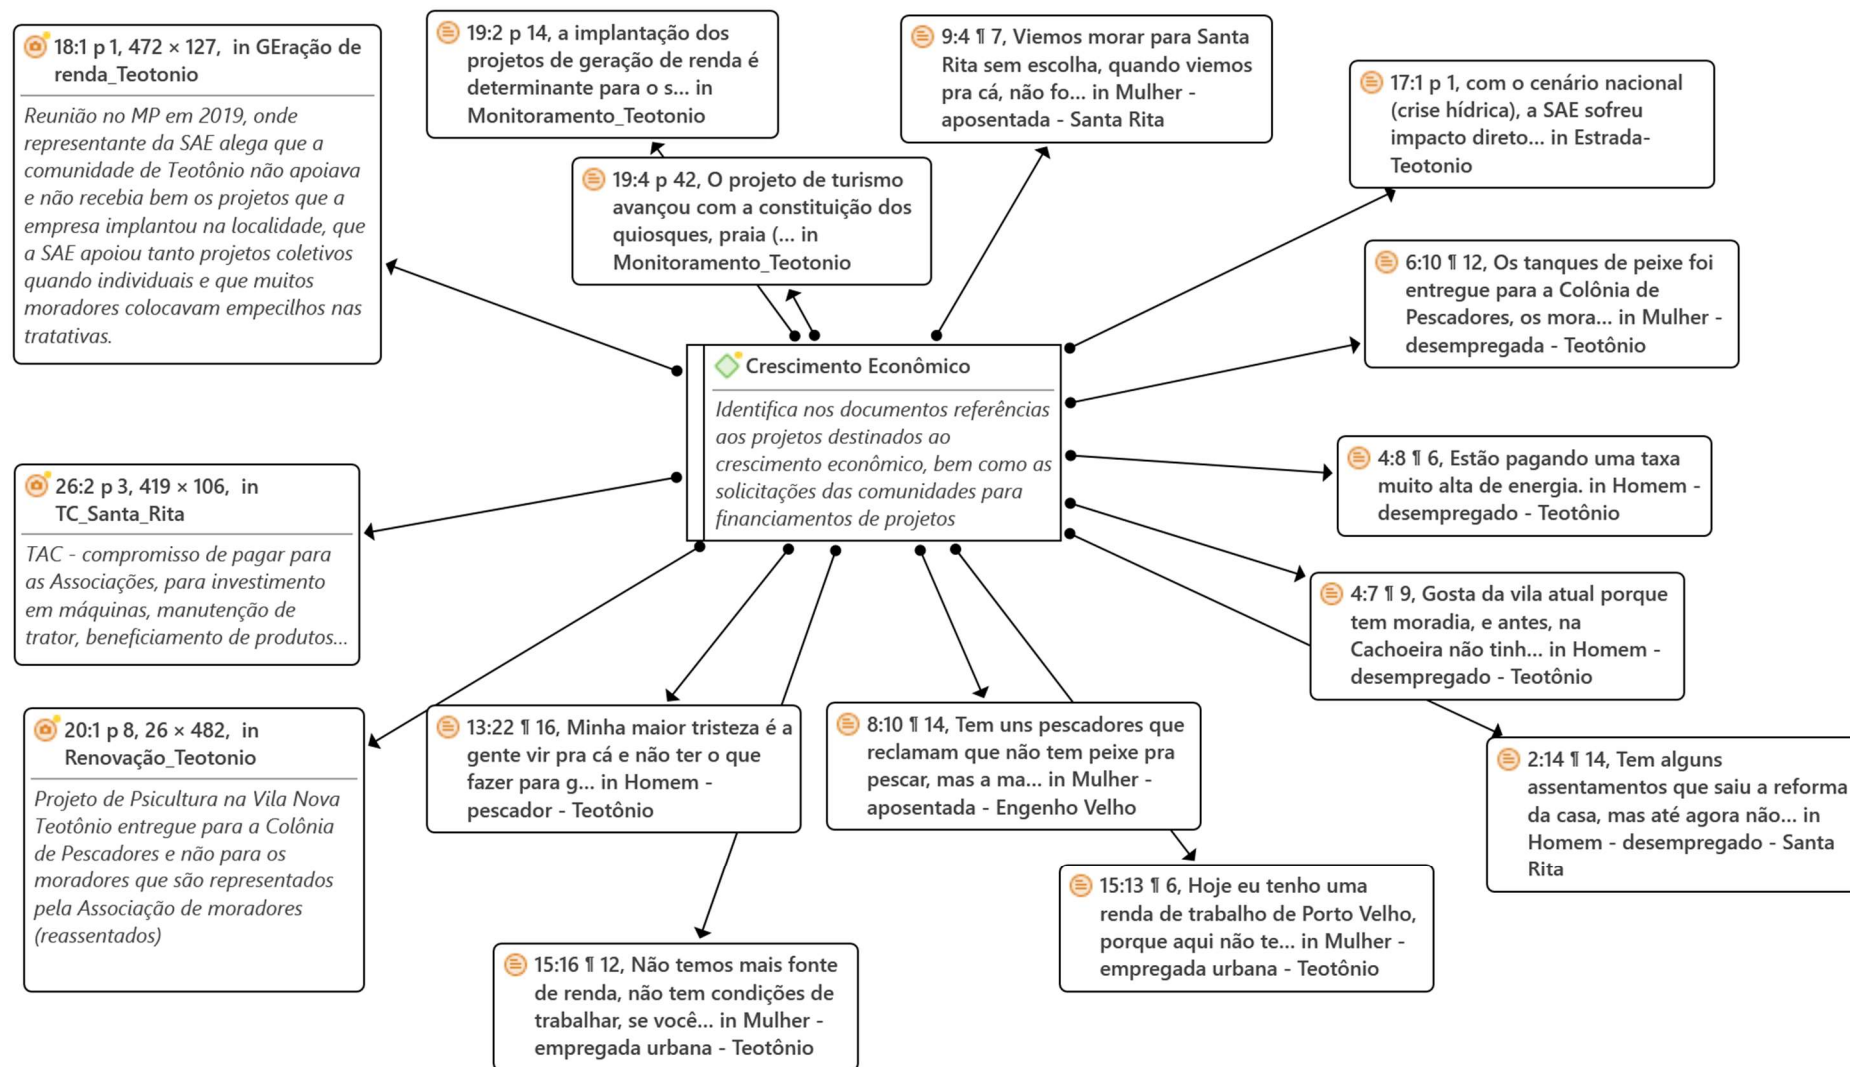 18:1 p 1, 472 × 127, in GEração de
renda_Teotonio
Reunião no MP em 2019, onde
representante da SAE alega que a
comunidade de Teotônio não apoiava
e não recebia bem os projetos que a
empresa implantou na localidade, que
a SAE apoiou tanto projetos coletivos
quando individuais e que muitos
moradores colocavam empecilhos nas
tratativas.
19:2 p 14, a implantação dos
projetos de geração de renda é
determinante para o s... in
Monitoramento_Teotonio
19:4 p 42, O projeto de turismo
avançou com a constituição dos
quiosques, praia (... in
Monitoramento_Teotonio
9:4 ¶ 7, Viemos morar para Santa
Rita sem escolha, quando viemos
pra cá, não fo... in Mulher -
aposentada - Santa Rita
17:1 p 1, com o cenário nacional
(crise hídrica), a SAE sofreu
impacto direto... in Estrada-
Teotonio
6:10 ¶ 12, Os tanques de peixe foi
entregue para a Colônia de
Pescadores, os mora... in Mulher -
desempregada - Teotônio
Crescimento Econômico
Identifica nos documentos referências
aos projetos destinados ao
crescimento econômico, bem como as
solicitações das comunidades para
financiamentos de projetos
4:8 ¶ 6, Estão pagando uma taxa
muito alta de energia. in Homem -
desempregado - Teotônio
26:2 p 3, 419 × 106, in
TC_Santa_Rita
TAC - compromisso de pagar para
as Associações, para investimento
em máquinas, manutenção de
trator, beneficiamento de produtos...
4:7 ¶ 9, Gosta da vila atual porque
tem moradia, e antes, na
Cachoeira não tinh... in Homem -
desempregado - Teotônio
20:1 p 8, 26 × 482, in
Renovação_Teotonio
Projeto de Psicultura na Vila Nova
Teotônio entregue para a Colônia
de Pescadores e não para os
moradores que são representados
pela Associação de moradores
(reassentados)
13:22 ¶ 16, Minha maior tristeza é a
gente vir pra cá e não ter o que
fazer para g... in Homem -
pescador - Teotônio
8:10 ¶ 14, Tem uns pescadores que
reclamam que não tem peixe pra
pescar, mas a ma... in Mulher -
aposentada - Engenho Velho
2:14 ¶ 14, Tem alguns
assentamentos que saiu a reforma
da casa, mas até agora não... in
Homem - desempregado - Santa
Rita
15:13 ¶ 6, Hoje eu tenho uma
renda de trabalho de Porto Velho,
porque aqui não te... in Mulher -
empregada urbana - Teotônio
15:16 ¶ 12, Não temos mais fonte
de renda, não tem condições de
trabalhar, se você... in Mulher -
empregada urbana - Teotônio